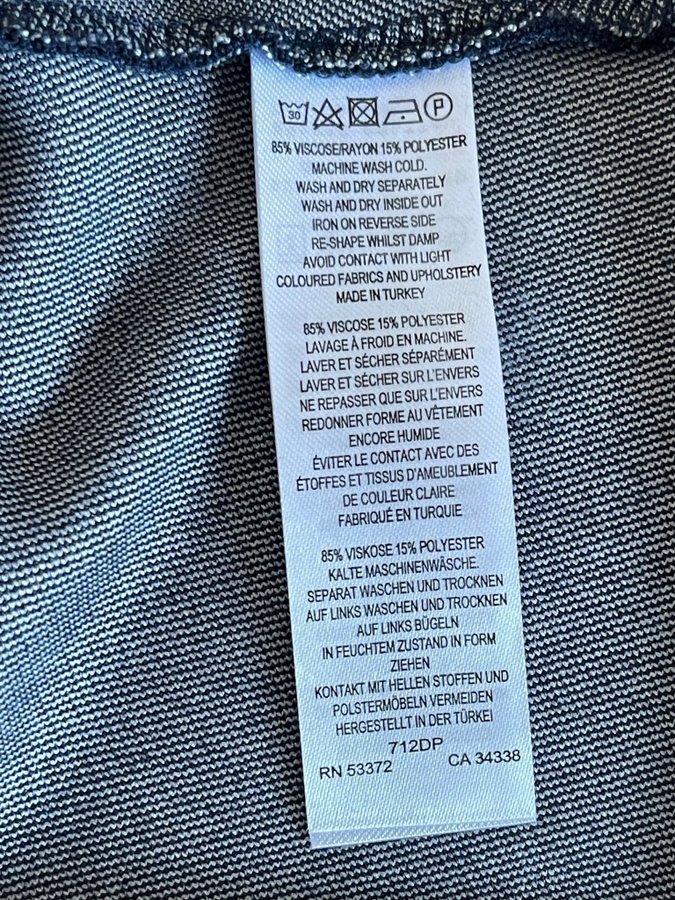 30 P
85% VISCOSE/RAYON 15% POLYESTER
MACHINE WASH COLD.
WASH AND DRY SEPARATELY
WASH AND DRY INSIDE OUT
IRON ON REVERSE SIDE
RE-SHAPE WHILST DAMP
AVOID CONTACT WITH LIGHT
COLOURED FABRICS AND UPHOLSTERY
MADE IN TURKEY
85% VISCOSE 15% POLYESTER
LAVAGE À FROID EN MACHINE.
LAVER ET SÉCHER SÉPARÉMENT
LAVER ET SÉCHER SUR L'ENVERS
NE REPASSER QUE SUR L'ENVERS
REDONNER FORME AU VÊTEMENT
ENCORE HUMIDE
ÉVITER LE CONTACT AVEC DES
ÉTOFFES ET TISSUS D'AMEUBLEMENT
DE COULEUR CLAIRE
FABRIQUÉ EN TURQUIE
85% VISKOSE 15% POLYESTER
KALTE MASCHINENWÄSCHE.
SEPARAT WASCHEN UND TROCKNEN
AUF LINKS WASCHEN UND TROCKNEN
AUF LINKS BÜGELN
IN FEUCHTEM ZUSTAND IN FORM
ZIEHEN
KONTAKT MIT HELLEN STOFFEN UND
POLSTERMÖBELN VERMEIDEN
HERGESTELLT IN DER TÜRKEI
712DP
RN 53372 CA 34338